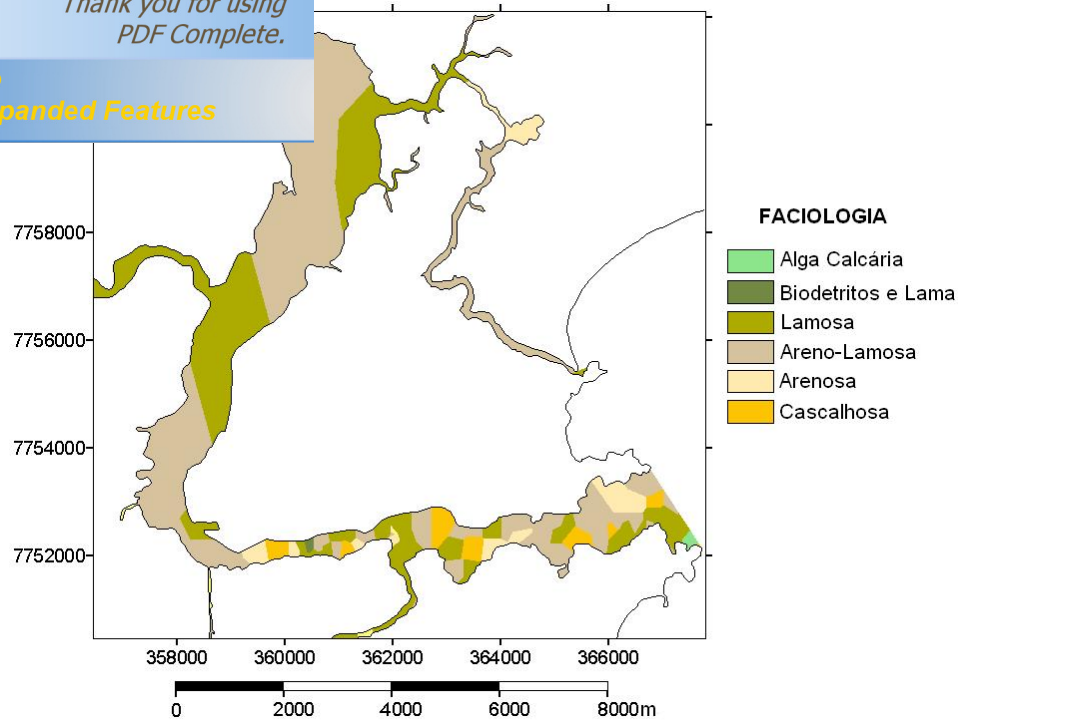 Thank you for using
PDF Complete.
panded Features
7758000
7756000
7754000
7752000
358000 360000 362000 364000 366000
0 2000 4000 6000 8000m
FACIOLOGIA
Alga Calcária
Biodetritos e Lama
Lamosa
Areno-Lamosa
Arenosa
Cascalhosa